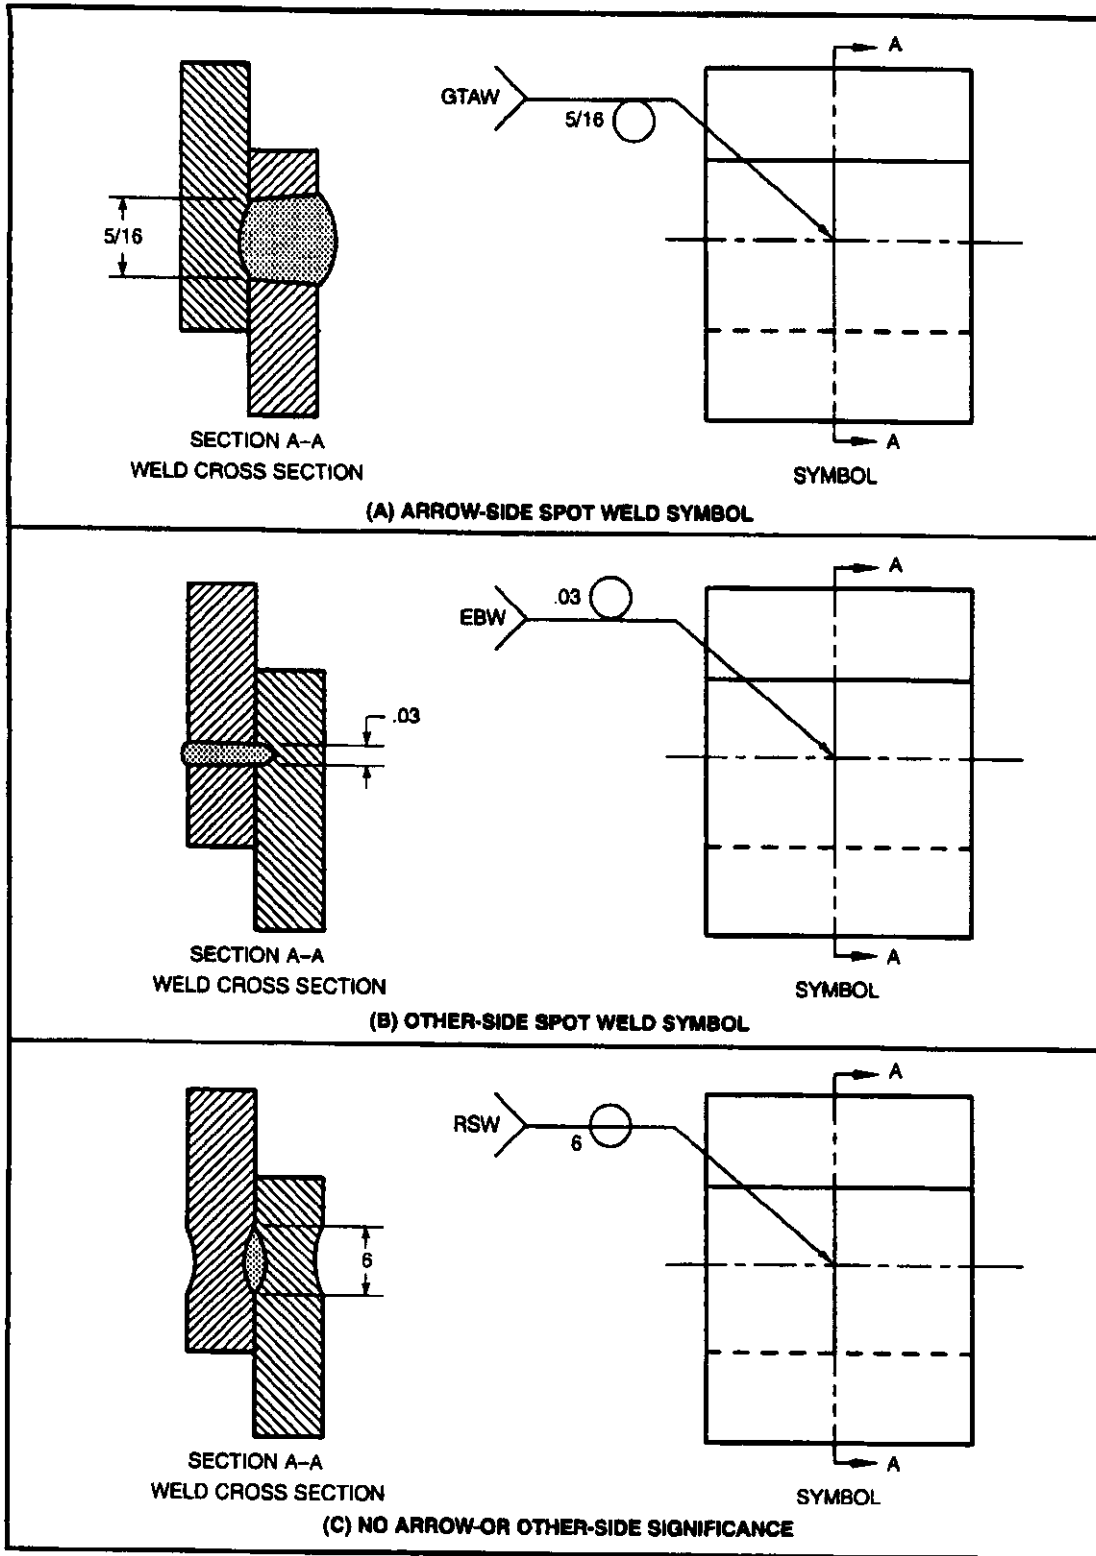 A
GTAW
5/16
5/16
SECTION A–A
WELD CROSS SECTION
A
SYMBOL
(A) ARROW-SIDE SPOT WELD SYMBOL
A
EBW
.03
.03
SECTION A–A
WELD CROSS SECTION
A
SYMBOL
(B) OTHER-SIDE SPOT WELD SYMBOL
A
RSW
6
6
SECTION A–A
WELD CROSS SECTION
A
SYMBOL
(C) NO ARROW-OR OTHER-SIDE SIGNIFICANCE